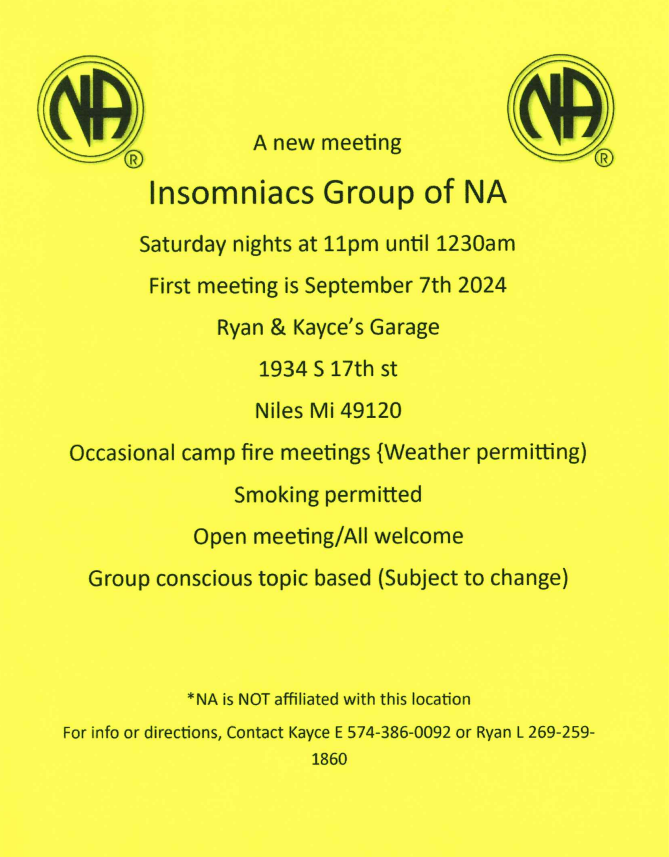 NA ® NA ®
A new meeting
Insomniacs Group of NA
Saturday nights at 11pm until 1230am
First meeting is September 7th 2024
Ryan & Kayce’s Garage
1934 S 17th st
Niles Mi 49120
Occasional camp fire meetings {Weather permitting)
Smoking permitted
Open meeting/All welcome
Group conscious topic based (Subject to change)
*NA is NOT affiliated with this location
For info or directions, Contact Kayce E 574-386-0092 or Ryan L 269-259-
1860